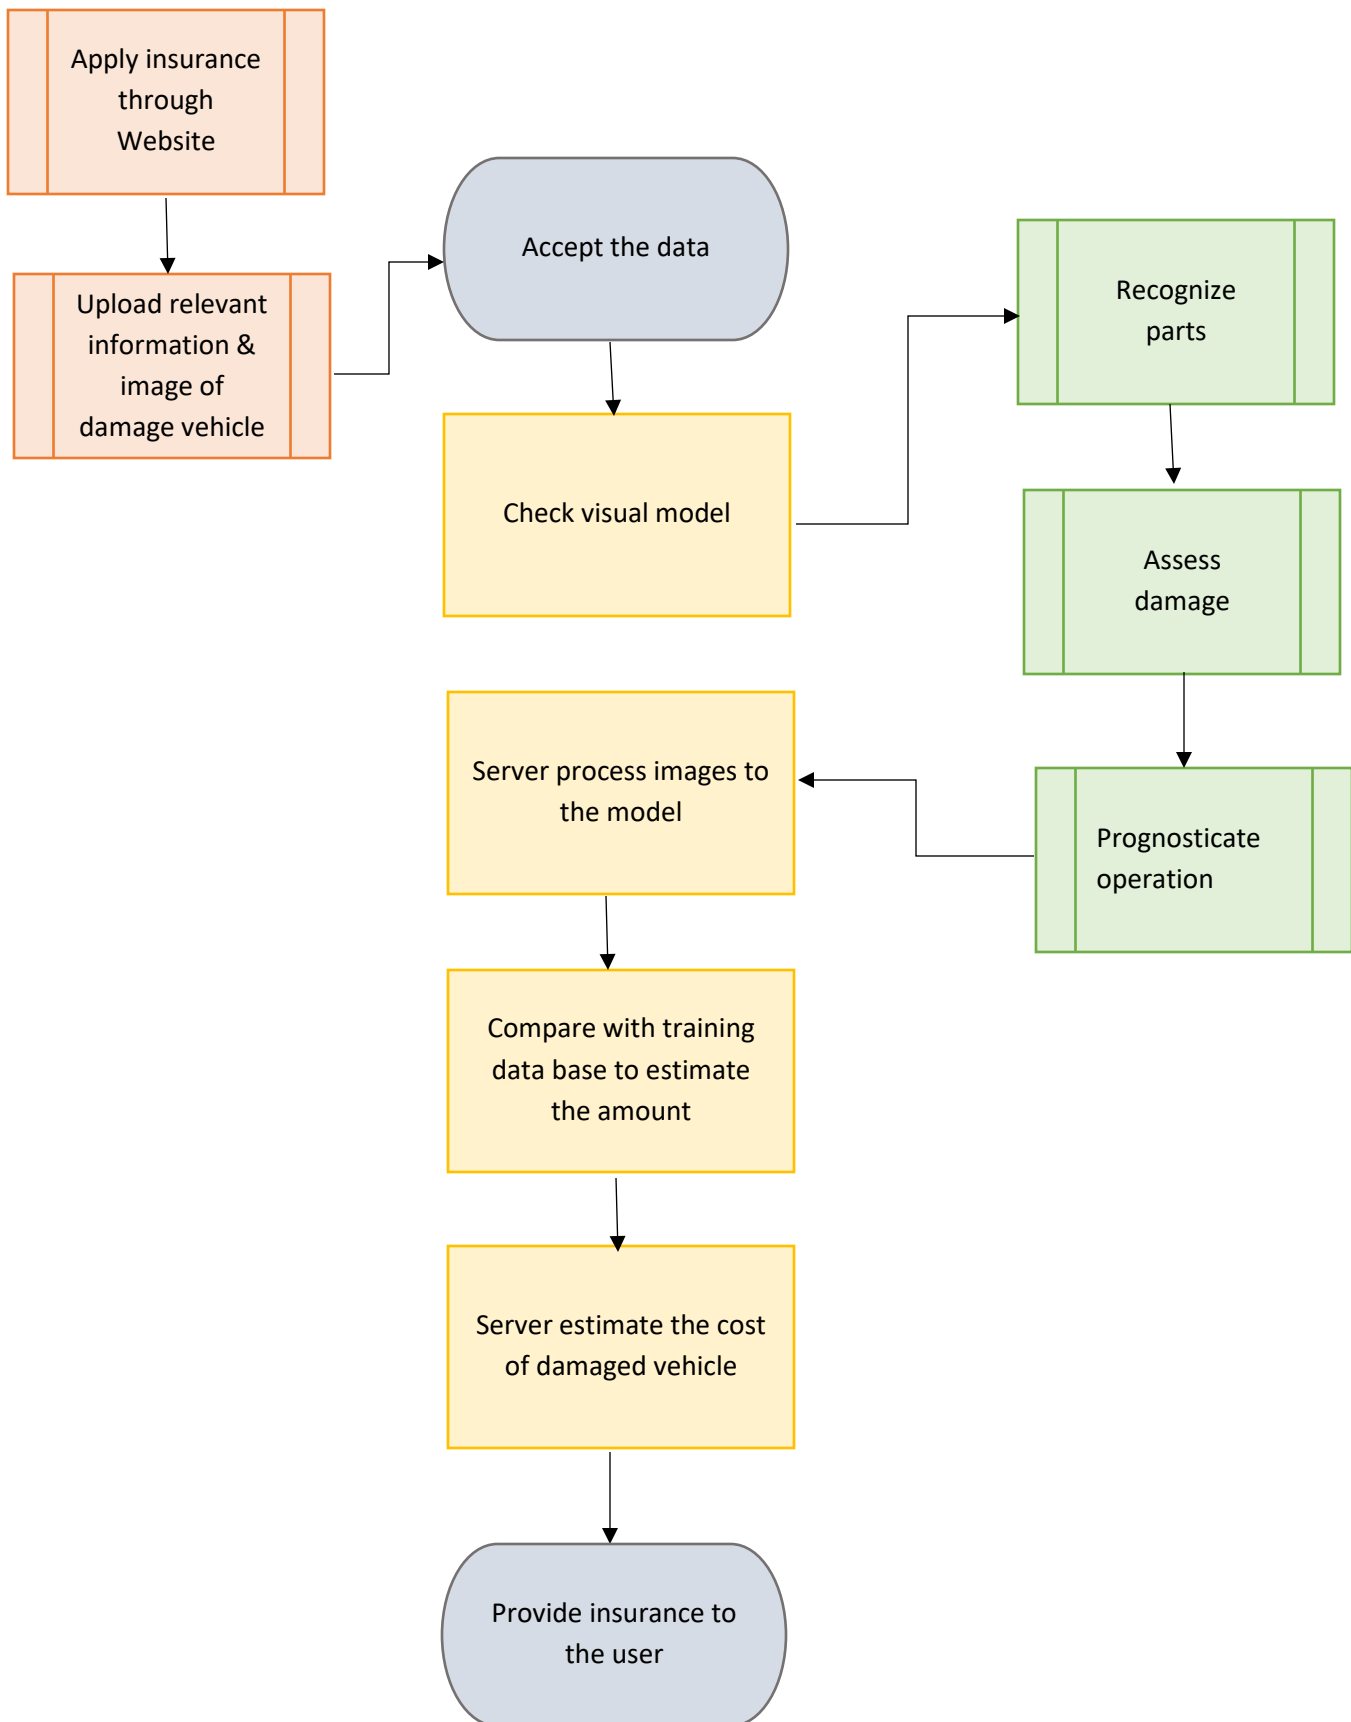 Apply insurance
through
Website
Upload relevant
information &
image of
damage vehicle
Accept the data
Check visual model
Recognize
parts
Assess
damage
Prognosticate
operation
Server process images to
the model
Compare with training
data base to estimate
the amount
Server estimate the cost
of damaged vehicle
Provide insurance to
the user